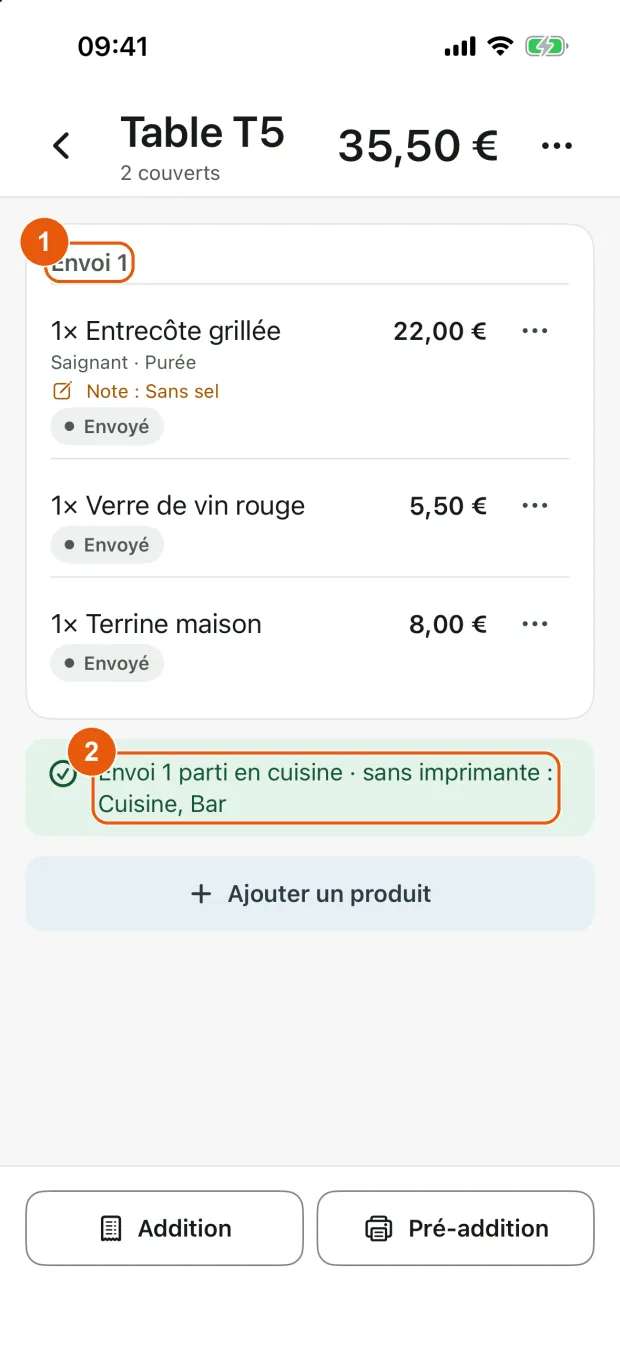 09:41
Table T5
2 couverts
35,50 €
1
Envoi 1
1× Entrecôte grillée
22,00 €
Saignant · Purée
Note : Sans sel
Envoyé
1× Verre de vin rouge
5,50 €
Envoyé
1× Terrine maison
8,00 €
Envoyé
2
Envoi 1 parti en cuisine · sans imprimante :
Cuisine, Bar
+ Ajouter un produit
Addition
Pré-addition